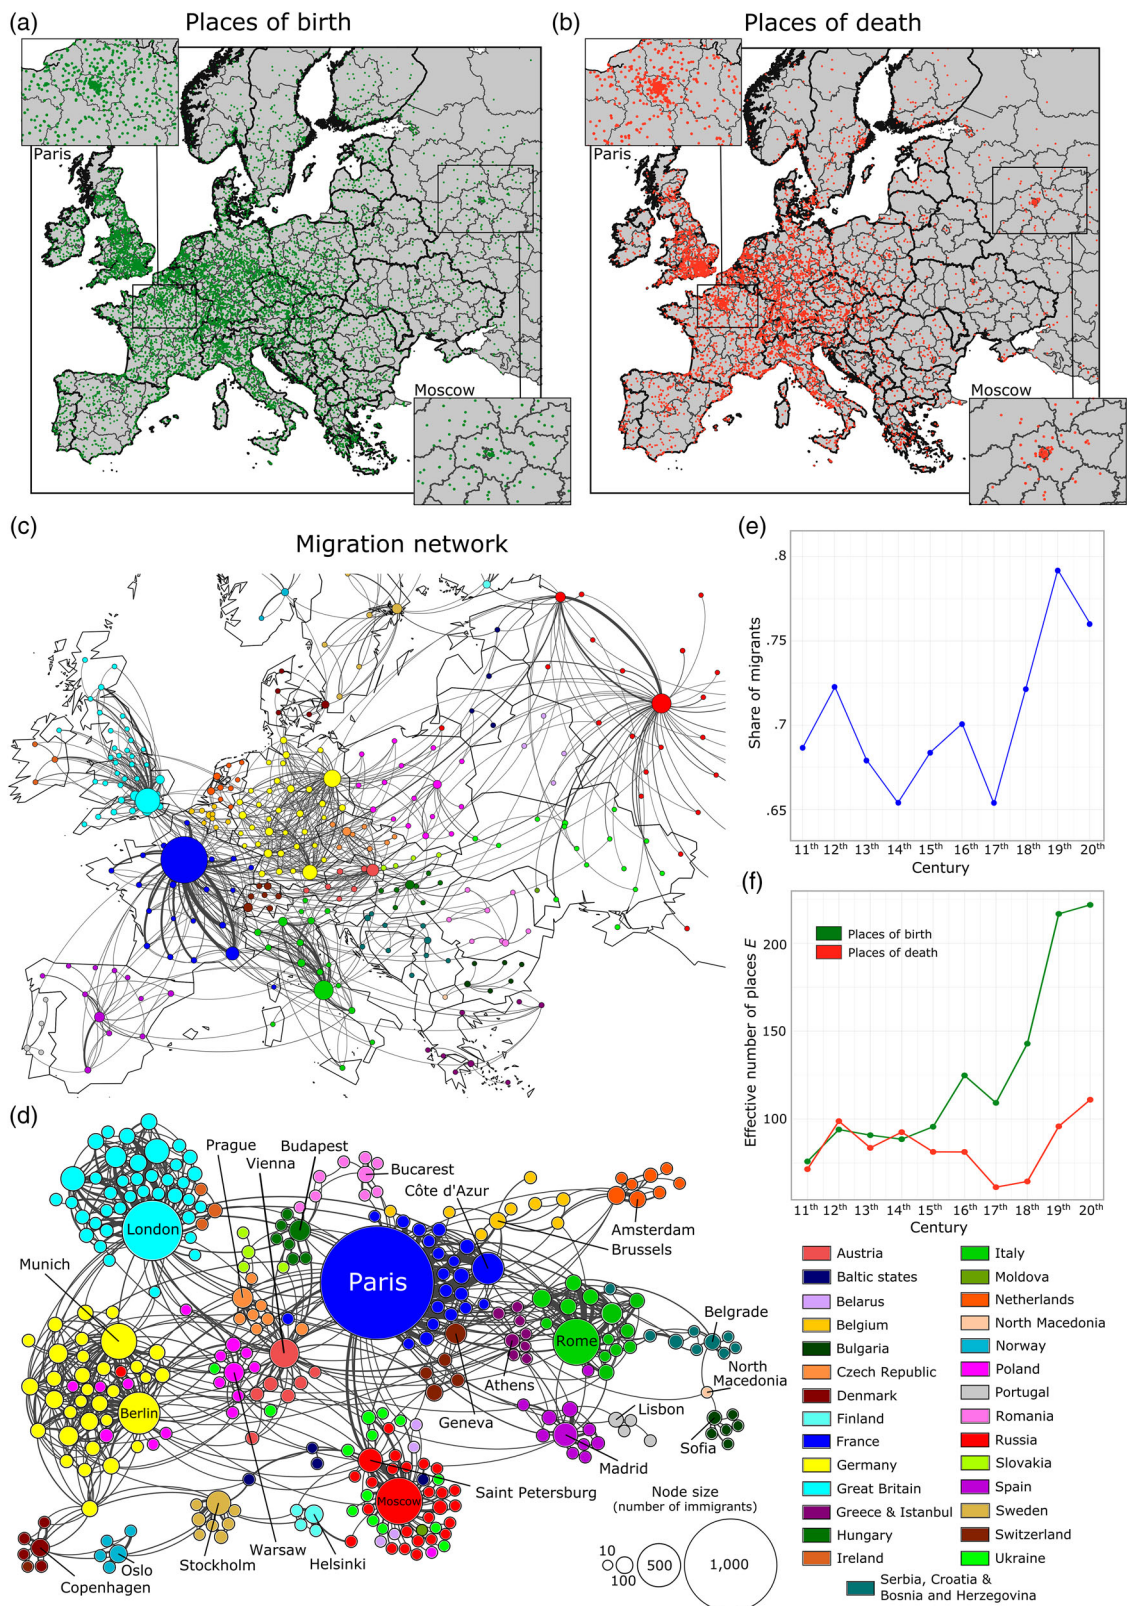 (a)
Places of birth
(b)
Places of death
Paris
Moscow
Paris
Moscow
(c)
Migration network
(e)
.8
.75
.7
.65
Share of migrants
11th 12th 13th 14th 15th 16th 17th 18th 19th 20th
Century
(f)
200
150
100
Effective number of places E
Places of birth
Places of death
11th 12th 13th 14th 15th 16th 17th 18th 19th 20th
Century
(d)
Prague
Budapest
Vienna
Bucarest
Côte d'Azur
London
Amsterdam
Brussels
Munich
Paris
Belgrade
Rome
North
Macedonia
Athens
Berlin
Geneva
Lisbon
Sofia
Madrid
Saint Petersburg
Moscow
Node size
(number of immigrants)
10
100
500
1,000
Stockholm
Warsaw
Helsinki
Oslo
Copenhagen
Austria
Baltic states
Belarus
Belgium
Bulgaria
Czech Republic
Denmark
Finland
France
Germany
Great Britain
Greece & Istanbul
Hungary
Ireland
Italy
Moldova
Netherlands
North Macedonia
Norway
Poland
Portugal
Romania
Russia
Slovakia
Spain
Sweden
Switzerland
Ukraine
Serbia, Croatia &
Bosnia and Herzegovina